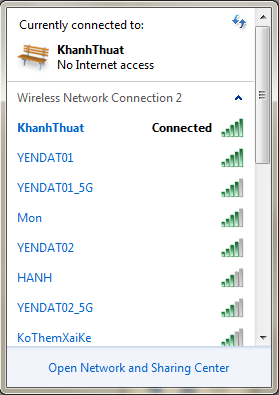 Currently connected to:
KhanhThuat
No Internet access
Wireless Network Connection 2
KhanhThuat Connected
YENDAT01
YENDAT01_5G
Mon
YENDAT02
HANH
YENDAT02_5G
KoThemXaiKe
Open Network and Sharing Center